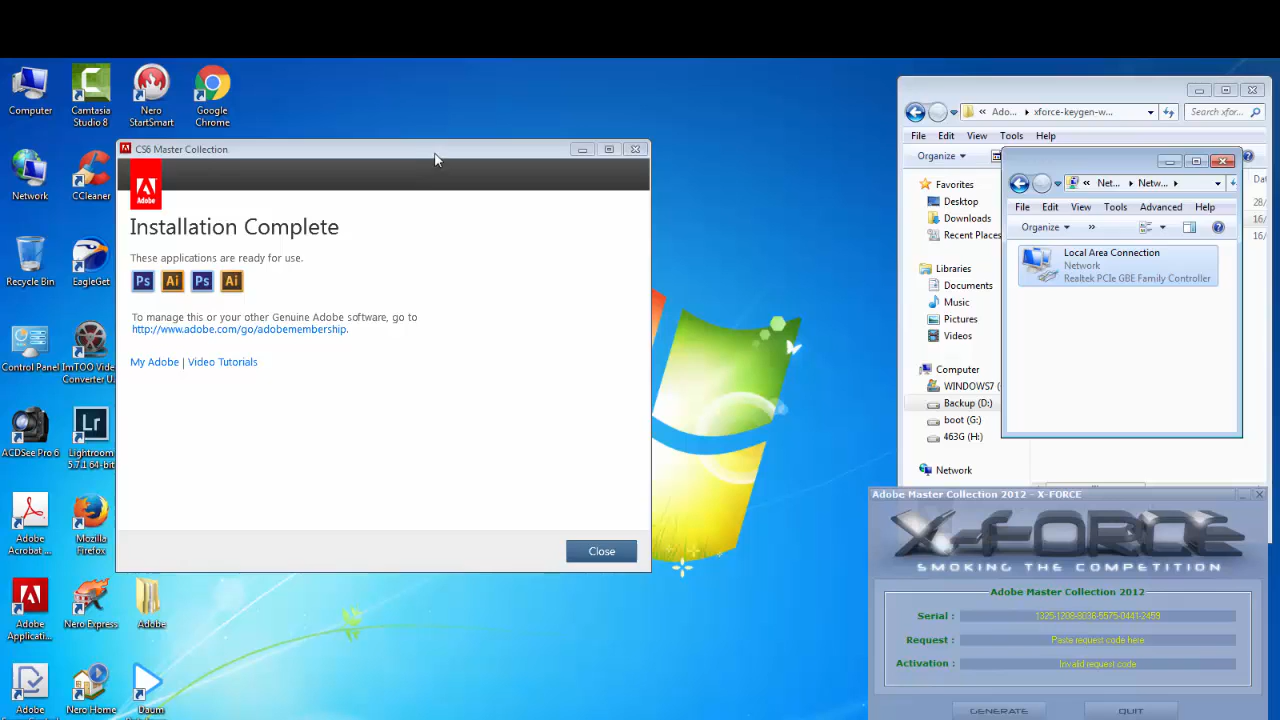 Computer
Camtasia Studio 8
Nero StartSmart
Google Chrome
Network
CCleaner
Recycle Bin
EagleGet
Control Panel
ImTOO Video Converter U...
ACDSee Pro 6
Lightroom 5.7.1 64-bit
Adobe Acrobat ...
Mozilla Firefox
Adobe Applicati...
Nero Express
Adobe
Adobe
Nero Home
Daum
CS6 Master Collection
Adobe
Installation Complete
These applications are ready for use.
Ps Ai Ps Ai
To manage this or your other Genuine Adobe software, go to
http://www.adobe.com/go/adobemembership.
My Adobe | Video Tutorials
Close
« Ado... xforce-keygen-w...
Search xfor...
File Edit View Tools Help
Organize
Favorites
Desktop
Downloads
Recent Places
Libraries
Documents
Music
Pictures
Videos
Computer
WINDOWS7 (
Backup (D:)
boot (G:)
463G (H:)
Network
Da
28/
16/
16/
« Net... Netw...
File Edit View Tools Advanced Help
Organize »
Local Area Connection
Network
Realtek PCIe GBE Family Controller
Adobe Master Collection 2012 - X-FORCE
X-FORCE
SMOKING THE COMPETITION
Adobe Master Collection 2012
Serial : 1325-1208-8036-5575-0441-2459
Request : Paste request code here
Activation : Invalid request code
GENERATE QUIT